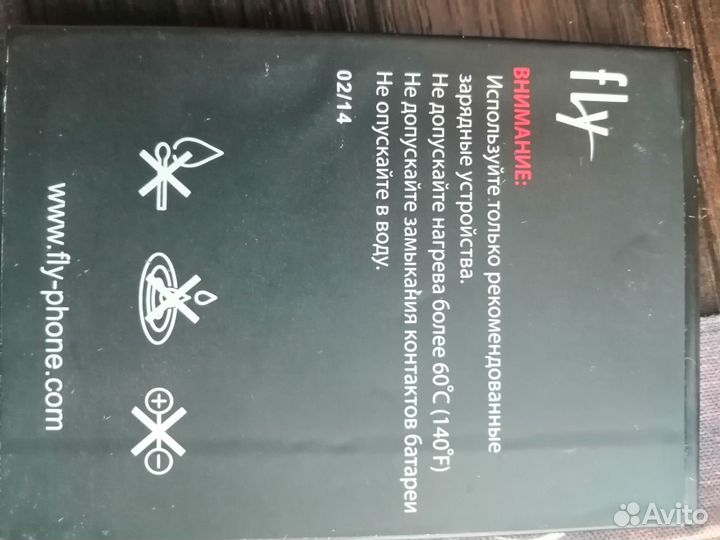 fly
ВНИМАНИЕ:
Используйте только рекомендованные
зарядные устройства.
Не допускайте нагрева более 60°C (140°F)
Не допускайте замыкания контактов батареи
Не опускайте в воду.
02/14
www.fly-phone.com
Avito